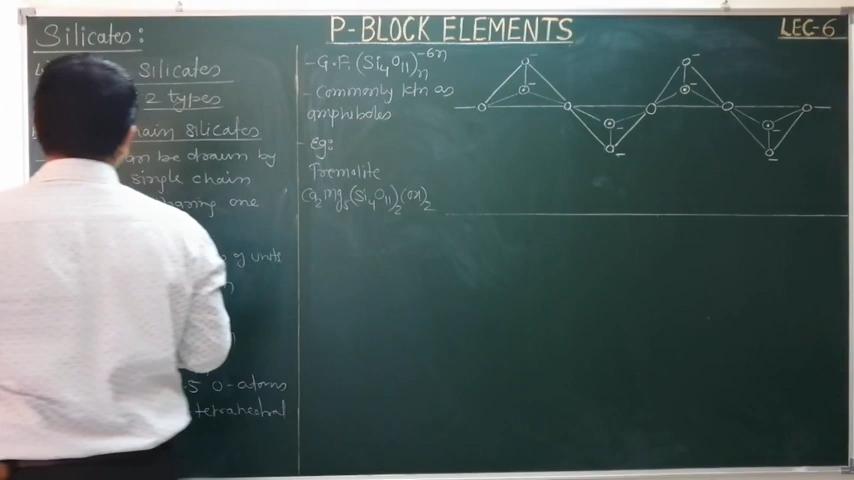 P-BLOCK ELEMENTS
LEC-6
Silicates:
Silicates
2 types
chain silicates
can be drawn by
single chain
sharing one
g units
5 O-atoms
tetrahedral
- G.F. (Si4O11)n^-6n
- Commonly ktn as
amphiboles
- Eg:
Tremolite
Ca2Mg5(Si4O11)2(OH)2